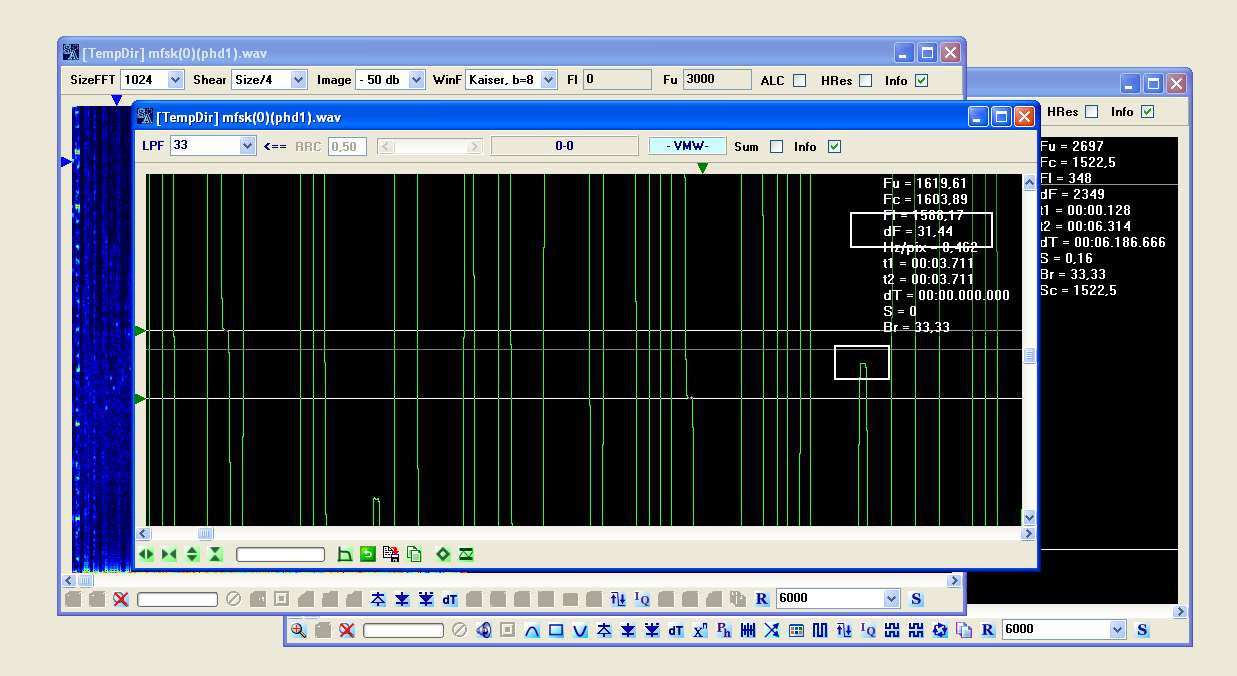 [TempDir] mfsk(0)(phd1).wav
SizeFFT 1024 Shear Size/4 Image - 50 db WinF Kaiser, b=8 Fl 0 Fu 3000 ALC HRes Info
HRes Info
[TempDir] mfsk(0)(phd1).wav
LPF 33 <== RRC 0,50 0-0 - VMW- Sum Info
Fu = 1619,61
Fc = 1603,89
Fl = 1588,17
dF = 31,44
Hz/pix = 8,462
t1 = 00:03.711
t2 = 00:03.711
dT = 00:00.000.000
S = 0
Br = 33,33
Fu = 2697
Fc = 1522,5
Fl = 348
dF = 2349
t1 = 00:00.128
t2 = 00:06.314
dT = 00:06.186.666
S = 0,16
Br = 33,33
Sc = 1522,5
dT IQ R 6000 S
dT xn Ph IQ R 6000 S